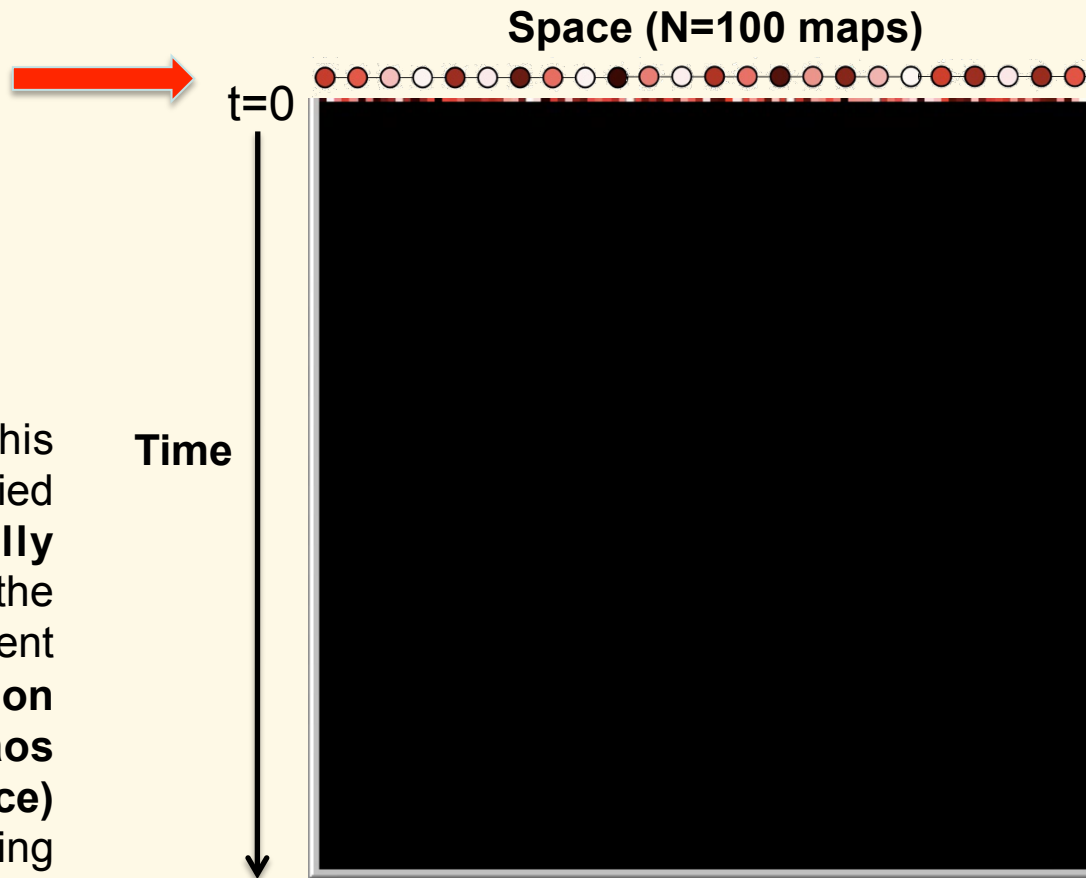 Space (N=100 maps)
t=0
Time
his
ied
lly
the
ent
on
aos
ce)
ing